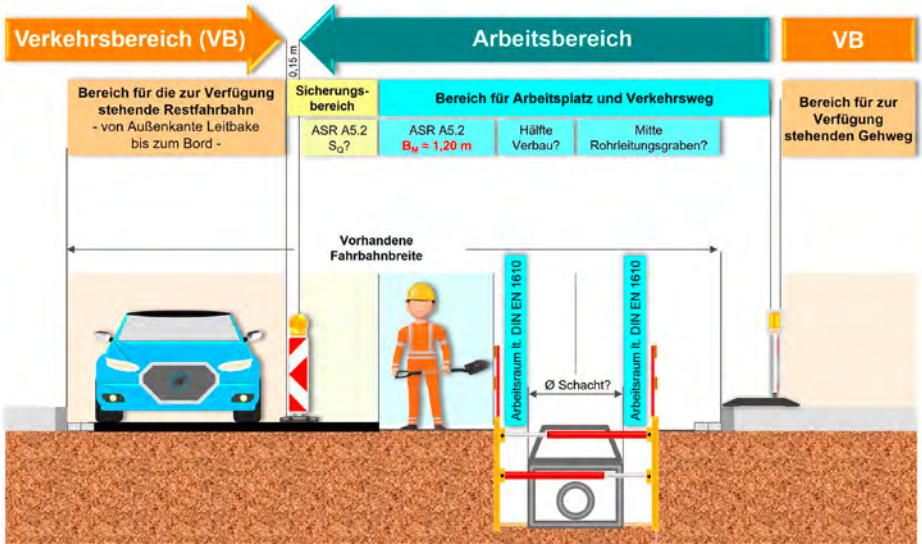 Verkehrsbereich (VB)
0,15 m
Arbeitsbereich
VB
Bereich für die zur Verfügung
stehende Restfahrbahn
- von Außenkante Leitbake
bis zum Bord -
Sicherungs-
bereich
Bereich für Arbeitsplatz und Verkehrsweg
Bereich für zur
Verfügung
stehenden Gehweg
ASR A5.2
SQ?
ASR A5.2
BM = 1,20 m
Hälfte
Verbau?
Mitte
Rohrleitungsgraben?
Vorhandene
Fahrbahnbreite
Arbeitsraum lt. DIN EN 1610
Ø Schacht?
Arbeitsraum lt. DIN EN 1610